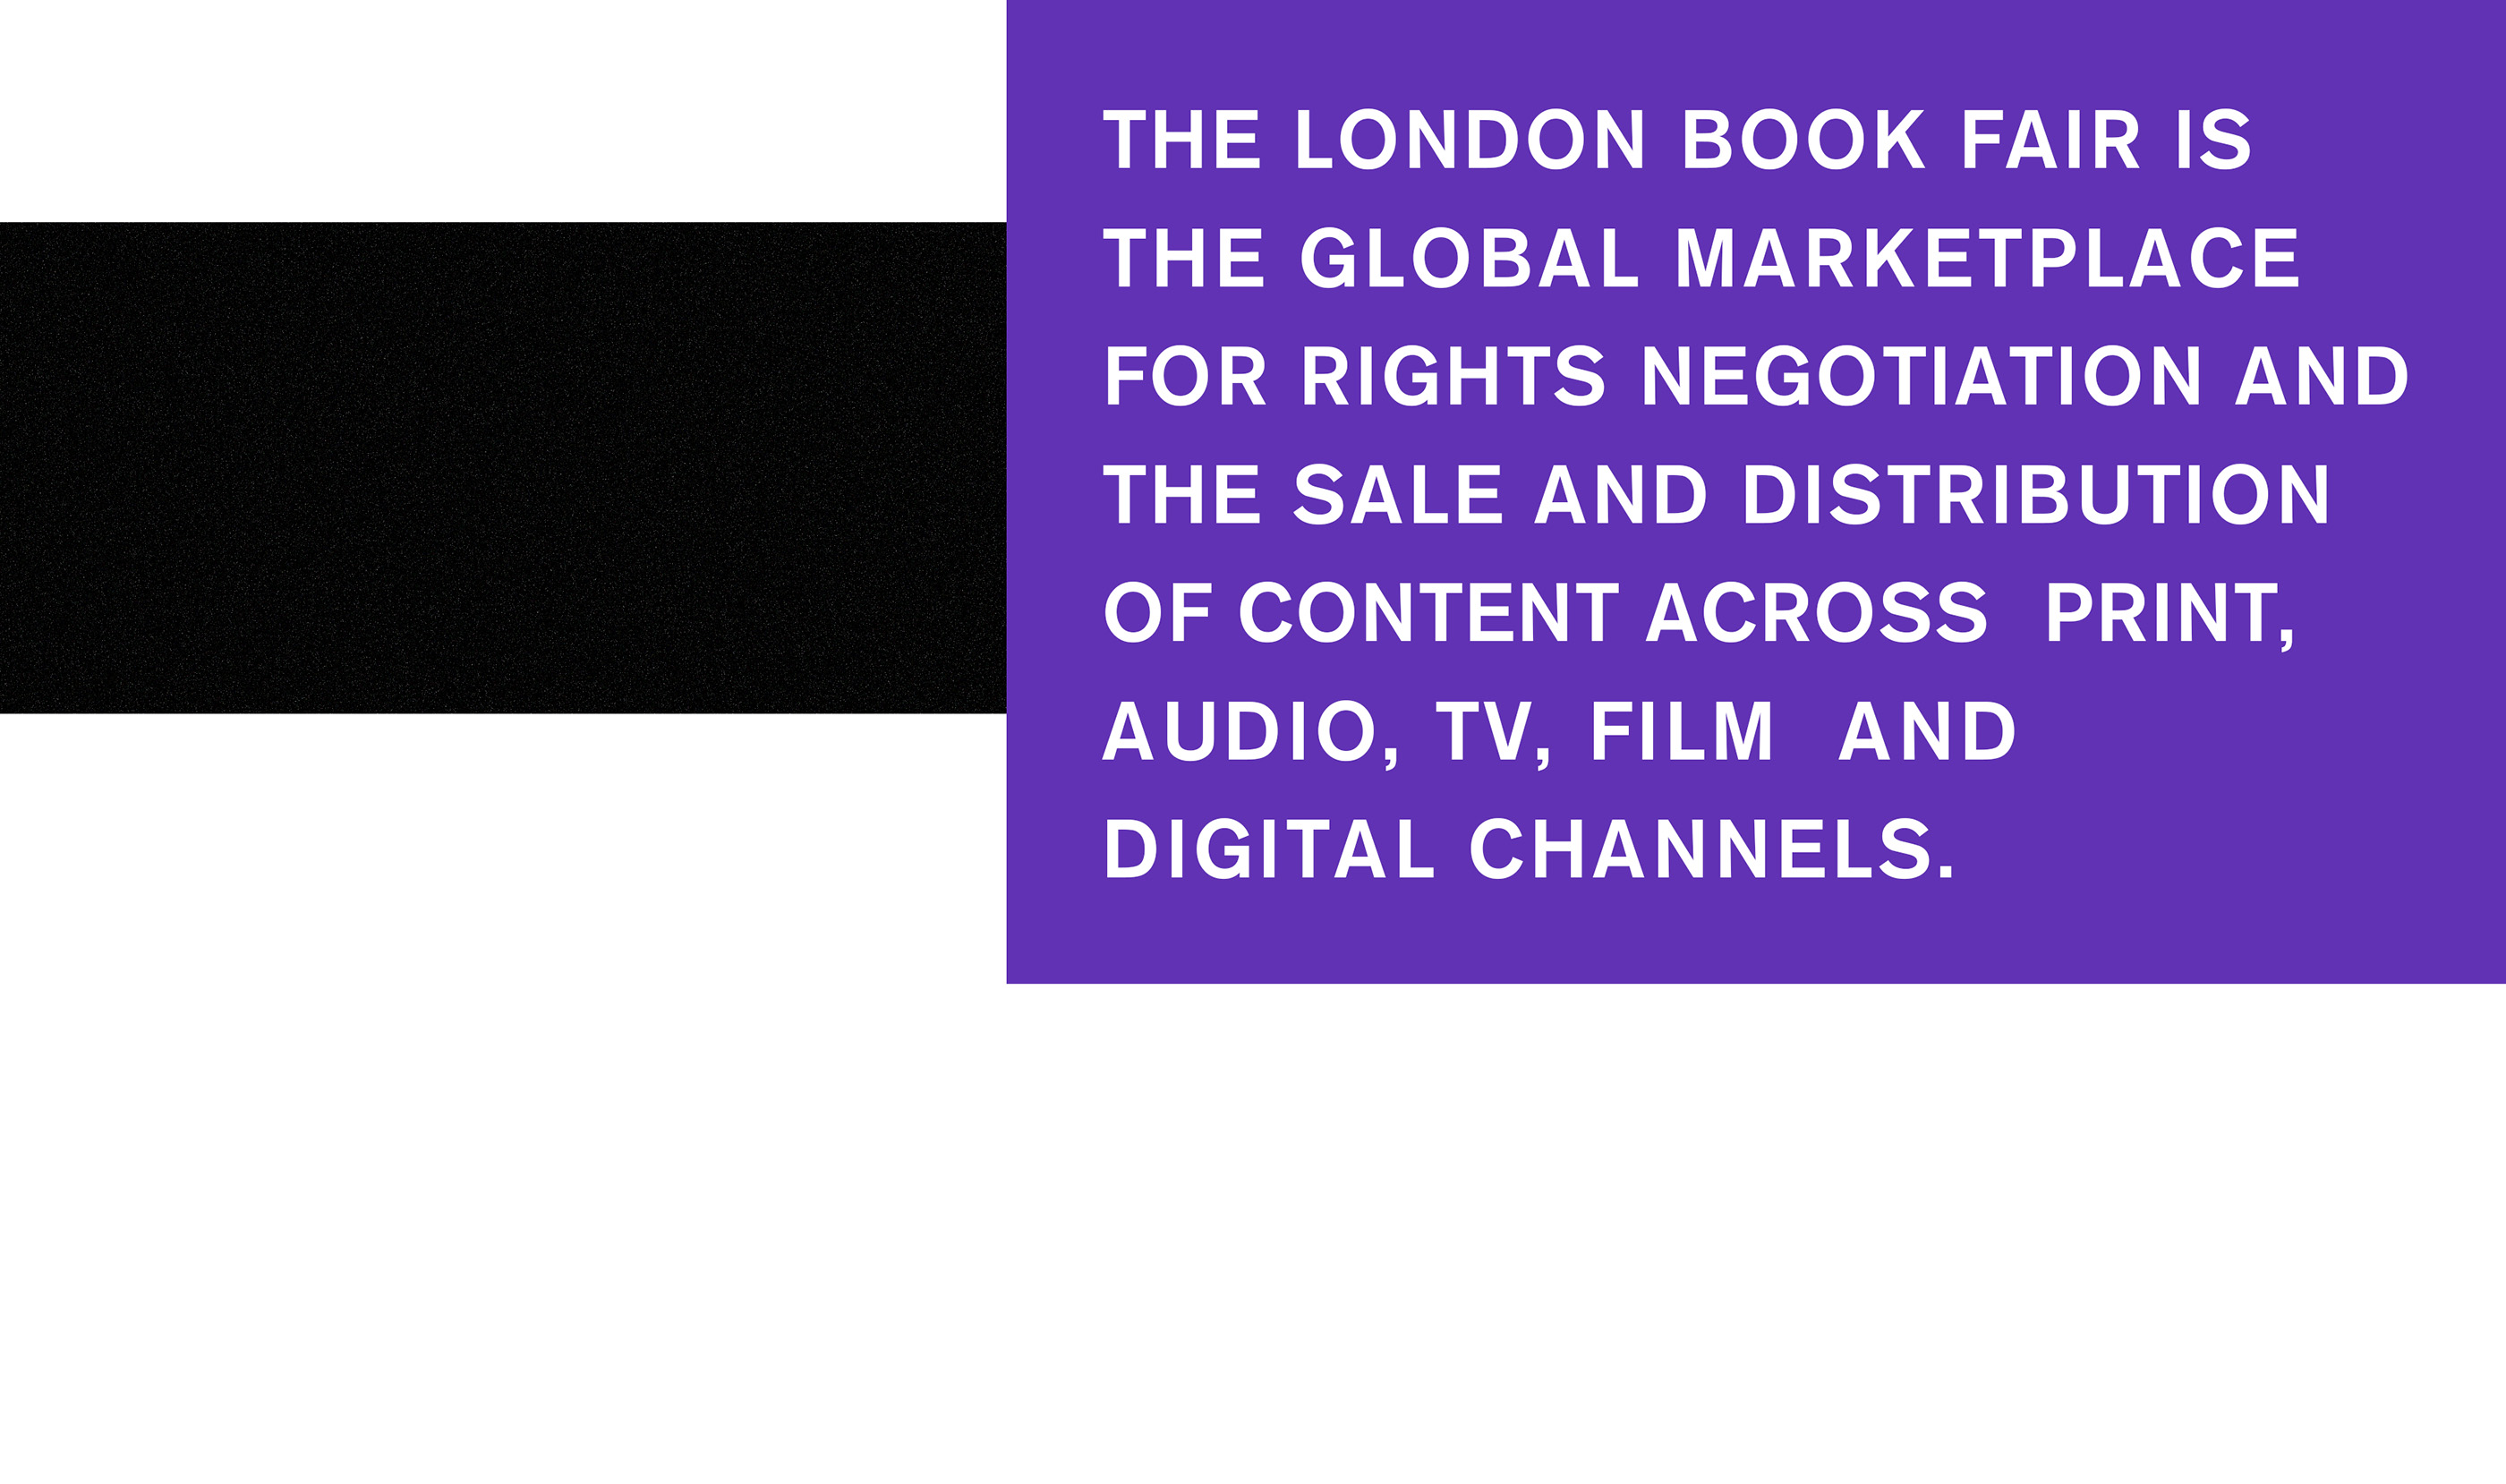 THE LONDON BOOK FAIR IS
THE GLOBAL MARKETPLACE
FOR RIGHTS NEGOTIATION AND
THE SALE AND DISTRIBUTION
OF CONTENT ACROSS PRINT,
AUDIO, TV, FILM AND
DIGITAL CHANNELS.